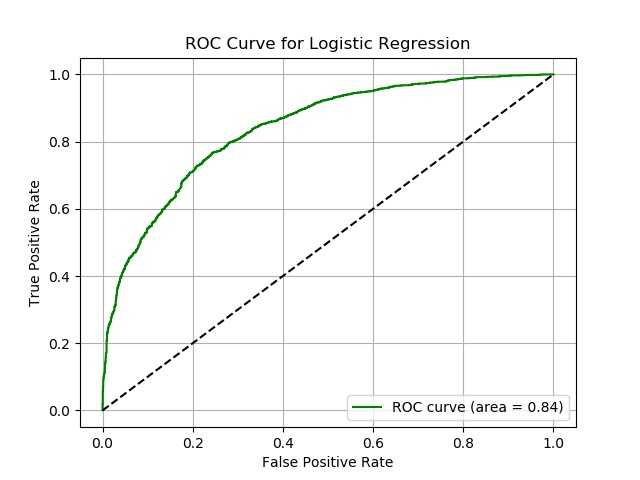 ROC Curve for Logistic Regression
True Positive Rate
1.0
0.8
0.6
0.4
0.2
0.0
ROC curve (area = 0.84)
0.0 0.2 0.4 0.6 0.8 1.0
False Positive Rate